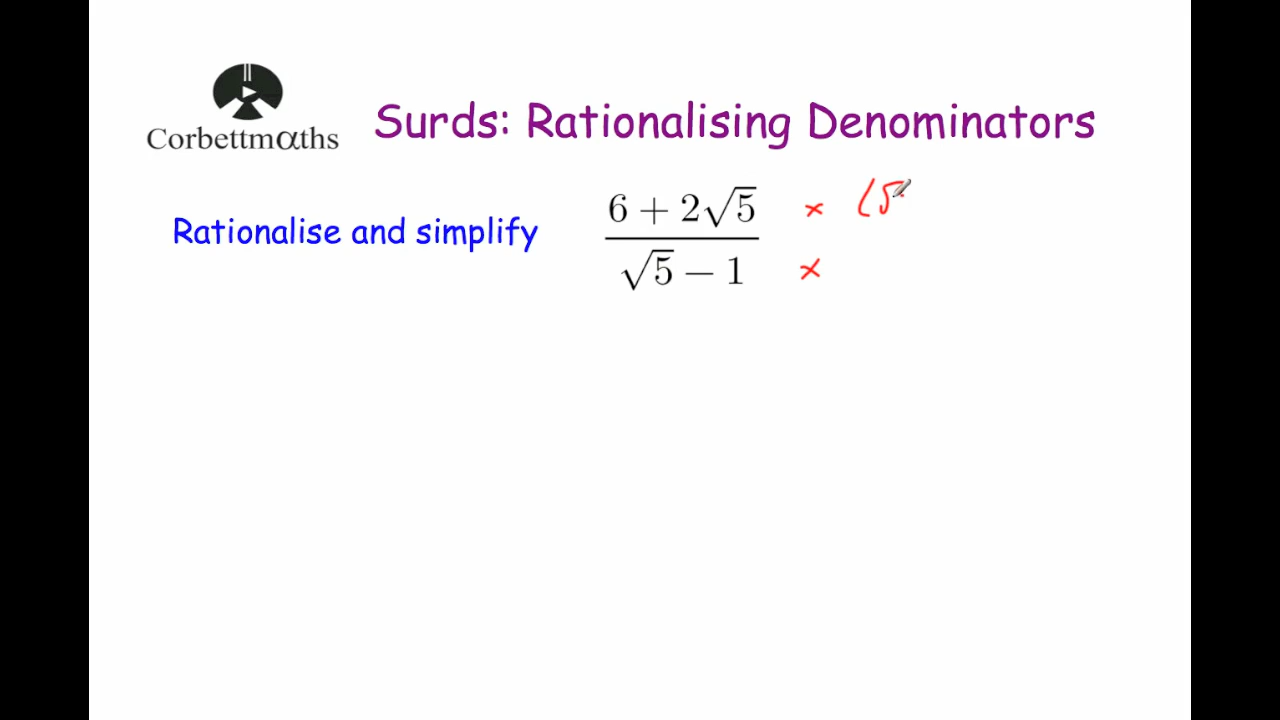 Corbettmαths
Surds: Rationalising Denominators
Rationalise and simplify
6 + 2√5 × (√
√5 − 1 ×